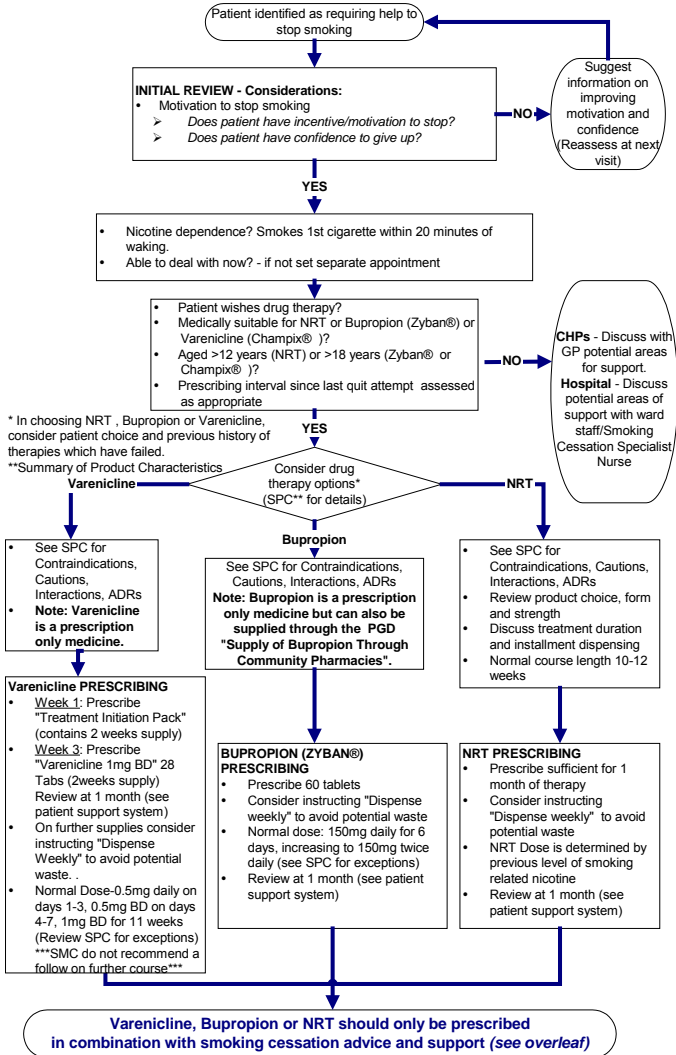 Patient identified as requiring help to
stop smoking
INITIAL REVIEW - Considerations:
• Motivation to stop smoking
➢ Does patient have incentive/motivation to stop?
➢ Does patient have confidence to give up?
NO
Suggest
information on
improving
motivation and
confidence
(Reassess at next
visit)
YES
• Nicotine dependence? Smokes 1st cigarette within 20 minutes of
waking.
• Able to deal with now? - if not set separate appointment
• Patient wishes drug therapy?
• Medically suitable for NRT or Bupropion (Zyban®) or
Varenicline (Champix® )?
• Aged >12 years (NRT) or >18 years (Zyban® or
Champix® )?
• Prescribing interval since last quit attempt assessed
as appropriate
NO
CHPs - Discuss with
GP potential areas
for support.
Hospital - Discuss
potential areas of
support with ward
staff/Smoking
Cessation Specialist
Nurse
YES
* In choosing NRT , Bupropion or Varenicline,
consider patient choice and previous history of
therapies which have failed.
**Summary of Product Characteristics
Consider drug
therapy options*
(SPC** for details)
Varenicline
Bupropion
NRT
• See SPC for
Contraindications,
Cautions,
Interactions, ADRs
• Note: Varenicline
is a prescription
only medicine.
See SPC for Contraindications,
Cautions, Interactions, ADRs
Note: Bupropion is a prescription
only medicine but can also be
supplied through the PGD
"Supply of Bupropion Through
Community Pharmacies".
• See SPC for
Contraindications, Cautions,
Interactions, ADRs
• Review product choice, form
and strength
• Discuss treatment duration
and installment dispensing
• Normal course length 10-12
weeks
Varenicline PRESCRIBING
• Week 1: Prescribe
"Treatment Initiation Pack"
(contains 2 weeks supply)
• Week 3: Prescribe
"Varenicline 1mg BD" 28
Tabs (2weeks supply)
Review at 1 month (see
patient support system)
• On further supplies consider
instructing "Dispense
Weekly" to avoid potential
waste. .
• Normal Dose-0.5mg daily on
days 1-3, 0.5mg BD on days
4-7, 1mg BD for 11 weeks
(Review SPC for exceptions)
***SMC do not recommend a
follow on further course***
BUPROPION (ZYBAN®)
PRESCRIBING
• Prescribe 60 tablets
• Consider instructing "Dispense
weekly" to avoid potential waste
• Normal dose: 150mg daily for 6
days, increasing to 150mg twice
daily (see SPC for exceptions)
• Review at 1 month (see patient
support system)
NRT PRESCRIBING
• Prescribe sufficient for 1
month of therapy
• Consider instructing
"Dispense weekly" to avoid
potential waste
• NRT Dose is determined by
previous level of smoking
related nicotine
• Review at 1 month (see
patient support system)
Varenicline, Bupropion or NRT should only be prescribed
in combination with smoking cessation advice and support (see overleaf)